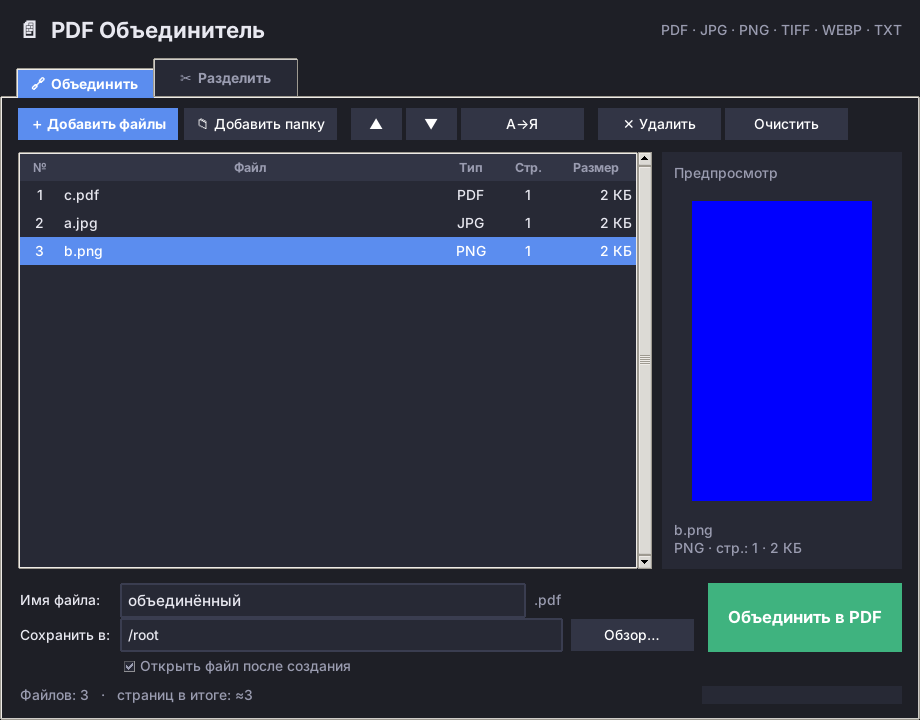 PDF Объединитель
PDF · JPG · PNG · TIFF · WEBP · TXT
Объединить
Разделить
+ Добавить файлы
Добавить папку
▲
▼
А→Я
✕ Удалить
Очистить
№ Файл Тип Стр. Размер
1 c.pdf PDF 1 2 КБ
2 a.jpg JPG 1 2 КБ
3 b.png PNG 1 2 КБ
Предпросмотр
b.png
PNG · стр.: 1 · 2 КБ
Имя файла: объединённый .pdf
Сохранить в: /root Обзор…
Объединить в PDF
Открыть файл после создания
Файлов: 3 · страниц в итоге: ≈3